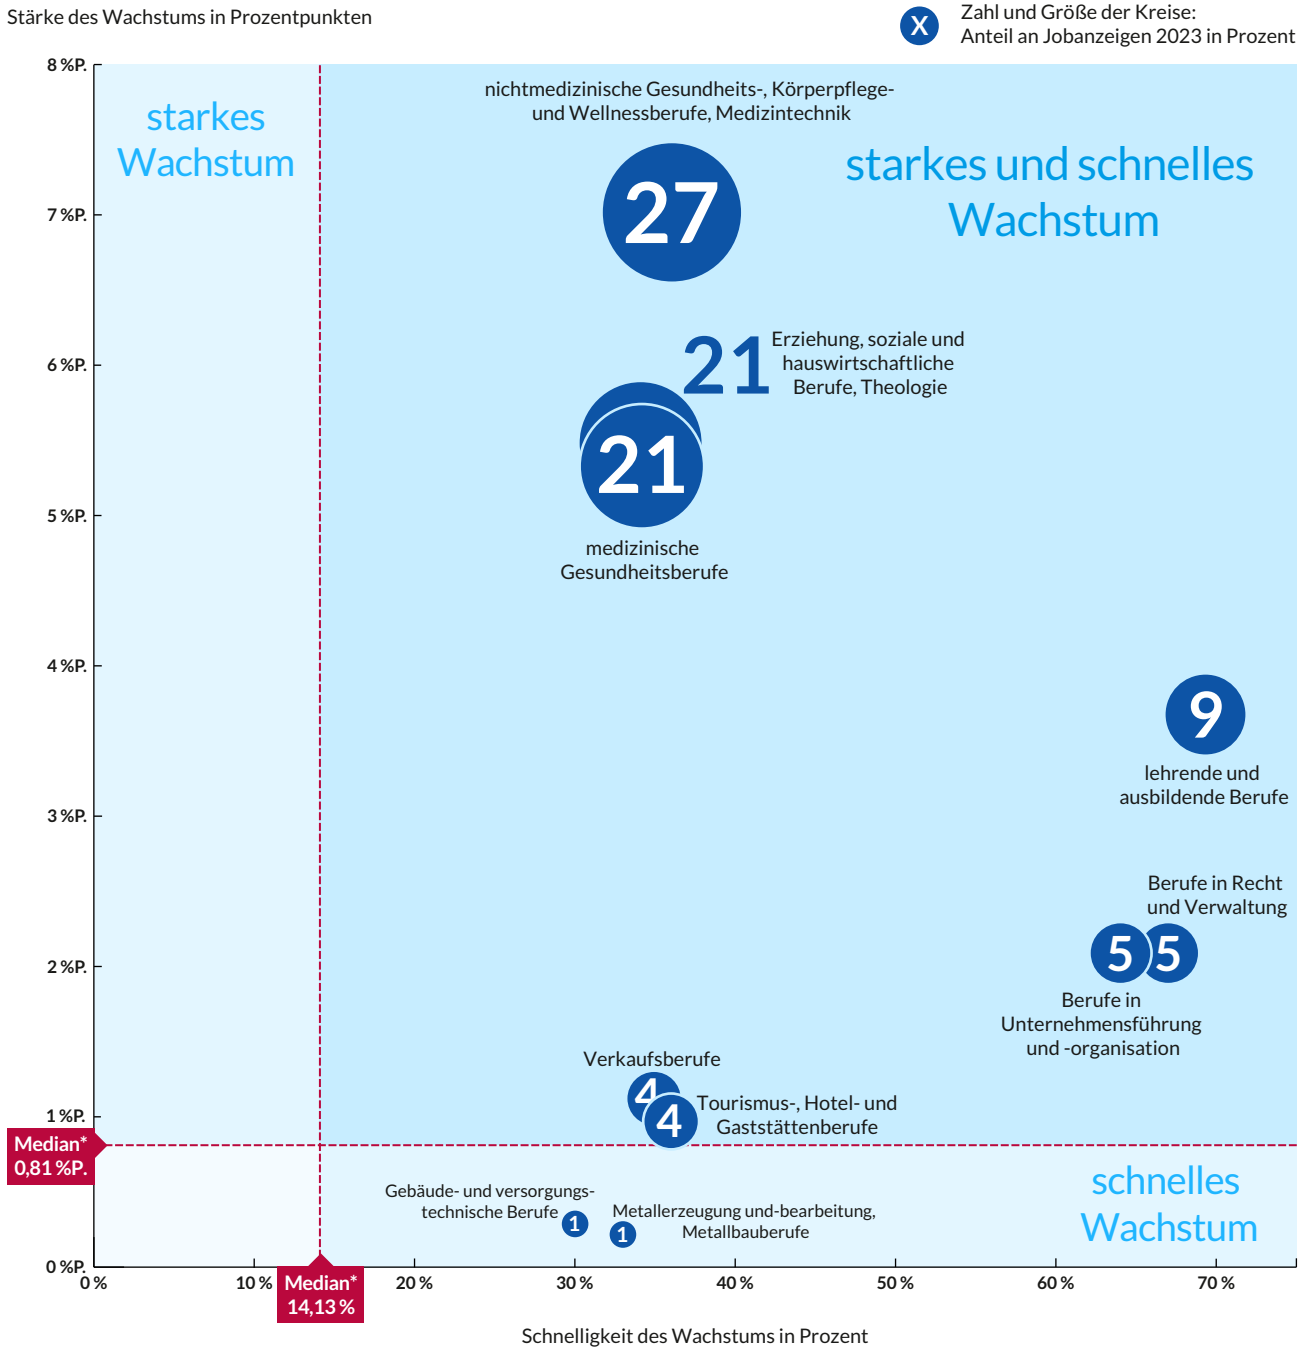 Stärke des Wachstums in Prozentpunkten
X
Zahl und Größe der Kreise:
Anteil an Jobanzeigen 2023 in Prozent
8 %P.
7 %P.
6 %P.
5 %P.
4 %P.
3 %P.
2 %P.
1 %P.
0 %P.
Median*
0,81 %P.
starkes
Wachstum
starkes und schnelles
Wachstum
nichtmedizinische Gesundheits-, Körperpflege-
und Wellnessberufe, Medizintechnik
27
21
Erziehung, soziale und
hauswirtschaftliche
Berufe, Theologie
21
medizinische
Gesundheitsberufe
9
lehrende und
ausbildende Berufe
Berufe in Recht
und Verwaltung
5
5
Berufe in
Unternehmensführung
und -organisation
Verkaufsberufe
4
4
Tourismus-, Hotel- und
Gaststättenberufe
Gebäude- und versorgungs-
technische Berufe
1
1
Metallerzeugung und-bearbeitung,
Metallbauberufe
schnelles
Wachstum
0%
10 %
Median*
14,13 %
20 %
30 %
40 %
50 %
60 %
70 %
Schnelligkeit des Wachstums in Prozent